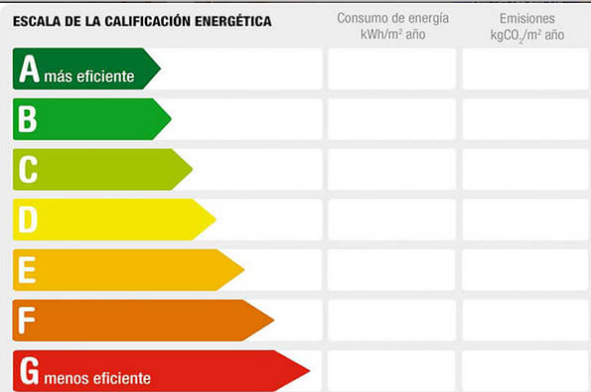 ESCALA DE LA CALIFICACIÓN ENERGÉTICA
Consumo de energía
kWh/m² año
Emisiones
kgCO₂/m² año
A más eficiente
B
C
D
E
F
G menos eficiente